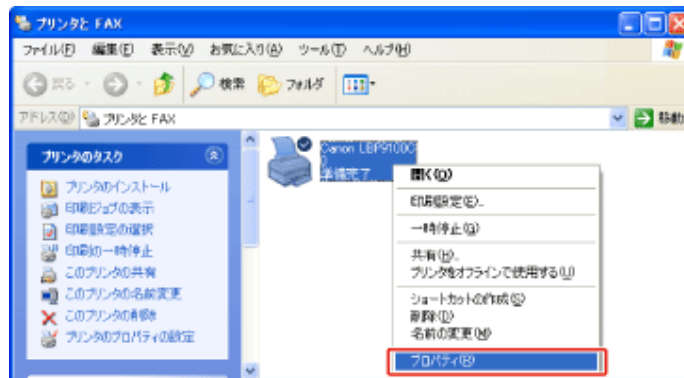 プリンタと FAX
ファイル(F) 編集(E) 表示(V) お気に入り(A) ツール(T) ヘルプ(H)
戻る 検索 フォルダ
アドレス(D) プリンタと FAX 移動
プリンタのタスク
プリンタのインストール
印刷ジョブの表示
印刷設定の選択
印刷の一時停止
このプリンタの共有
このプリンタの名前変更
このプリンタの削除
プリンタのプロパティの設定
Canon LBP9100C
0
準備完了
開く(O)
印刷設定(E)...
一時停止(G)
共有(H)...
プリンタをオフラインで使用する(U)
ショートカットの作成(S)
削除(D)
名前の変更(M)
プロパティ(R)